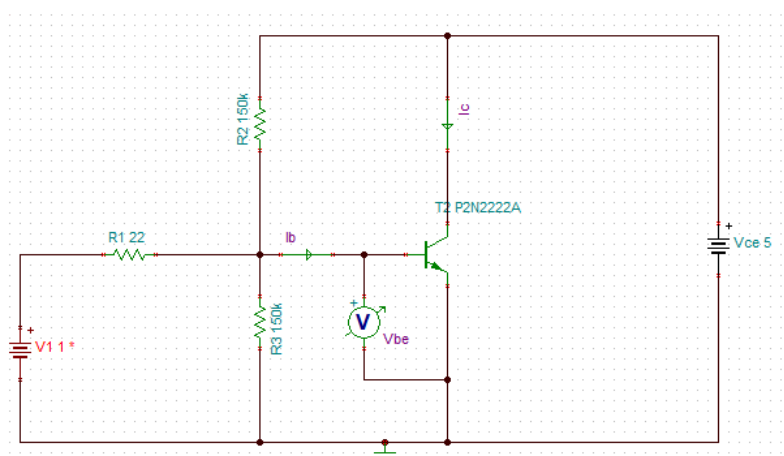 R2 150k
Ic
T2 P2N2222A
R1 22
Ib
+
Vce 5
+
V1 1 *
R3 150k
+
V
Vbe